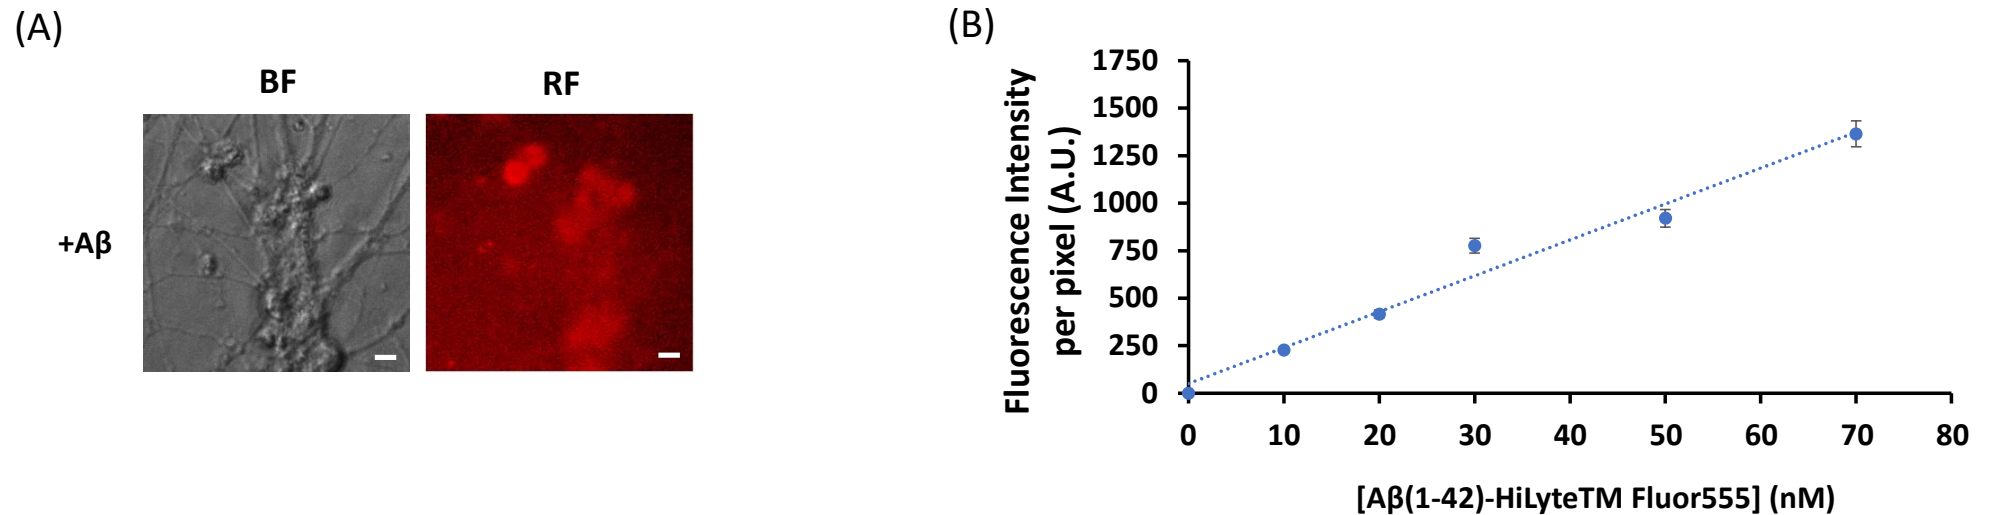 (A)
BF
RF
+Aβ
(B)
Fluorescence Intensity
per pixel (A.U.)
1750
1500
1250
1000
750
500
250
0
0 10 20 30 40 50 60 70 80
[Aβ(1-42)-HiLyteTM Fluor555] (nM)